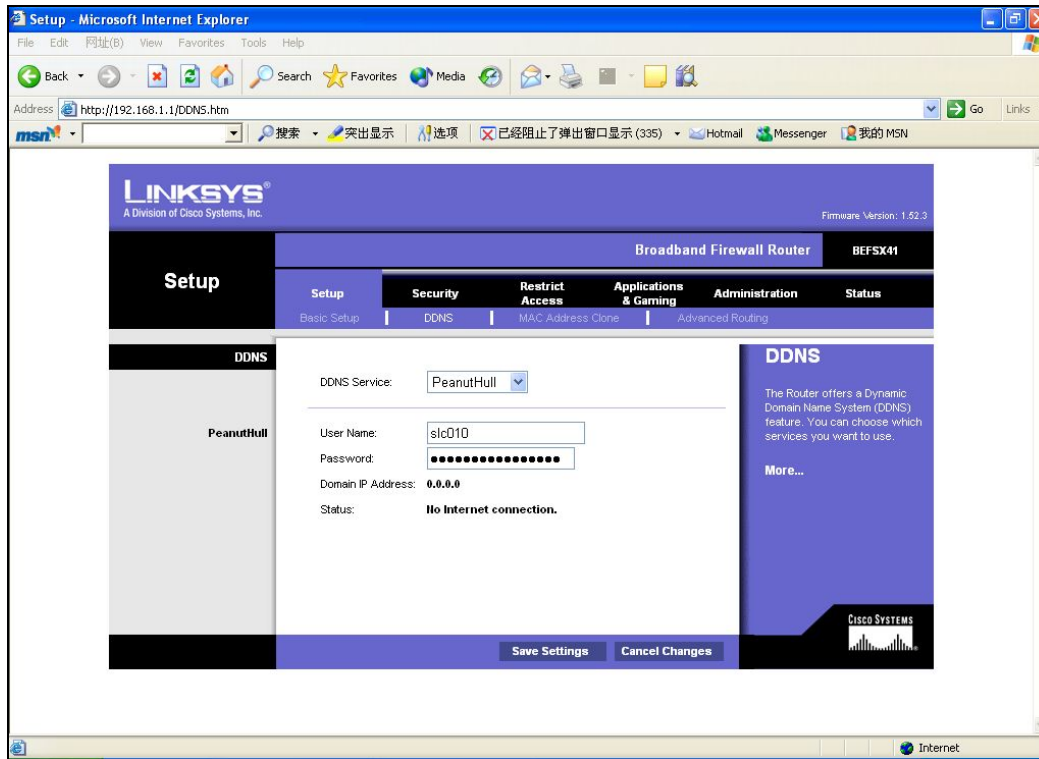 Setup - Microsoft Internet Explorer
File Edit 网址(B) View Favorites Tools Help
Back Search Favorites Media
Address http://192.168.1.1/DDNS.htm Go Links
msn 搜索 突出显示 选项 已经阻止了弹出窗口显示 (335) Hotmail Messenger 我的 MSN
LINKSYS®
A Division of Cisco Systems, Inc.
Firmware Version: 1.52.3
Broadband Firewall Router BEFSX41
Setup
Setup Security Restrict Access Applications & Gaming Administration Status
Basic Setup DDNS MAC Address Clone Advanced Routing
DDNS
DDNS Service: PeanutHull
PeanutHull
User Name: slc010
Password: ●●●●●●●●●●●●●●●●
Domain IP Address: 0.0.0.0
Status: No Internet connection.
DDNS
The Router offers a Dynamic
Domain Name System (DDNS)
feature. You can choose which
services you want to use.
More...
CISCO SYSTEMS
Save Settings Cancel Changes
Internet